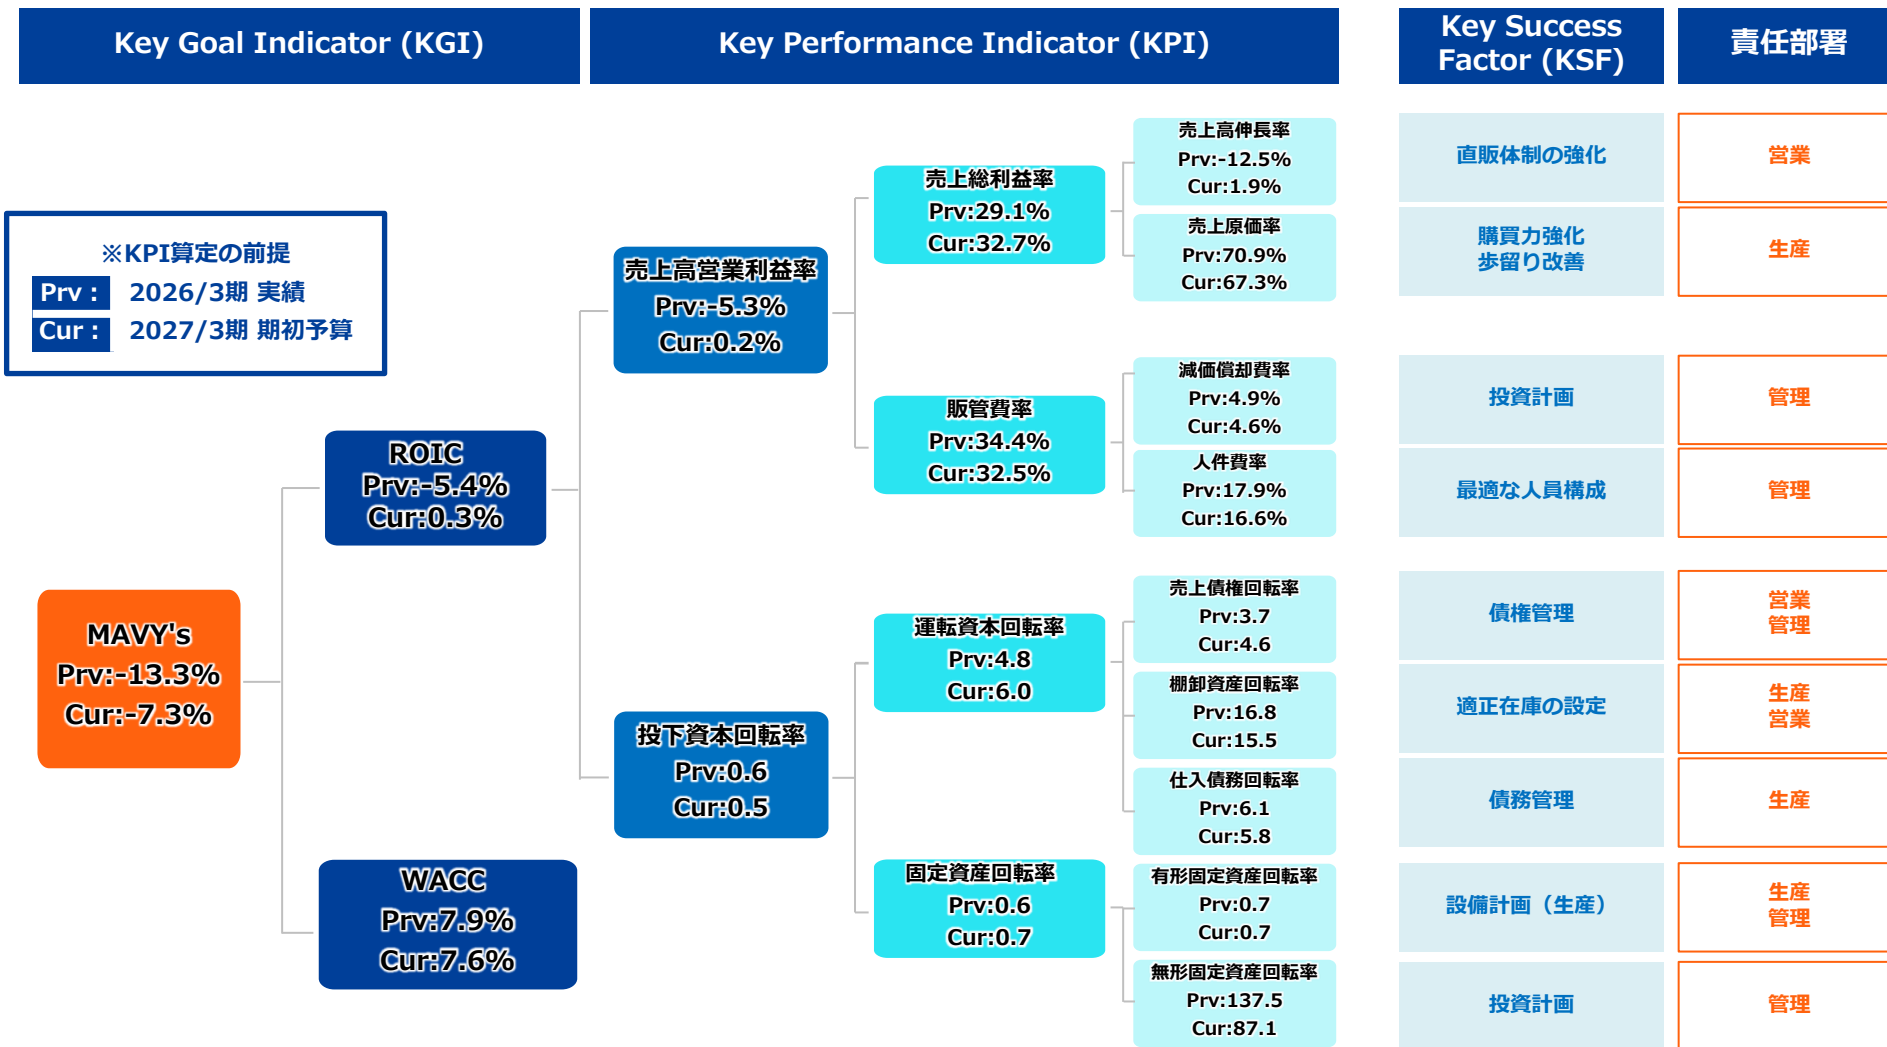 Key Goal Indicator (KGI)
Key Performance Indicator (KPI)
Key Success
Factor (KSF)
責任部署
※KPI算定の前提
Prv : 2026/3期 実績
Cur : 2027/3期 期初予算
MAVY's
Prv:-13.3%
Cur:-7.3%
ROIC
Prv:-5.4%
Cur:0.3%
WACC
Prv:7.9%
Cur:7.6%
売上高営業利益率
Prv:-5.3%
Cur:0.2%
投下資本回転率
Prv:0.6
Cur:0.5
売上総利益率
Prv:29.1%
Cur:32.7%
販管費率
Prv:34.4%
Cur:32.5%
運転資本回転率
Prv:4.8
Cur:6.0
固定資産回転率
Prv:0.6
Cur:0.7
売上高伸長率
Prv:-12.5%
Cur:1.9%
売上原価率
Prv:70.9%
Cur:67.3%
減価償却費率
Prv:4.9%
Cur:4.6%
人件費率
Prv:17.9%
Cur:16.6%
売上債権回転率
Prv:3.7
Cur:4.6
棚卸資産回転率
Prv:16.8
Cur:15.5
仕入債務回転率
Prv:6.1
Cur:5.8
有形固定資産回転率
Prv:0.7
Cur:0.7
無形固定資産回転率
Prv:137.5
Cur:87.1
直販体制の強化
営業
購買力強化
歩留り改善
生産
投資計画
管理
最適な人員構成
管理
債権管理
営業
管理
適正在庫の設定
生産
営業
債務管理
生産
設備計画（生産）
生産
管理
投資計画
管理